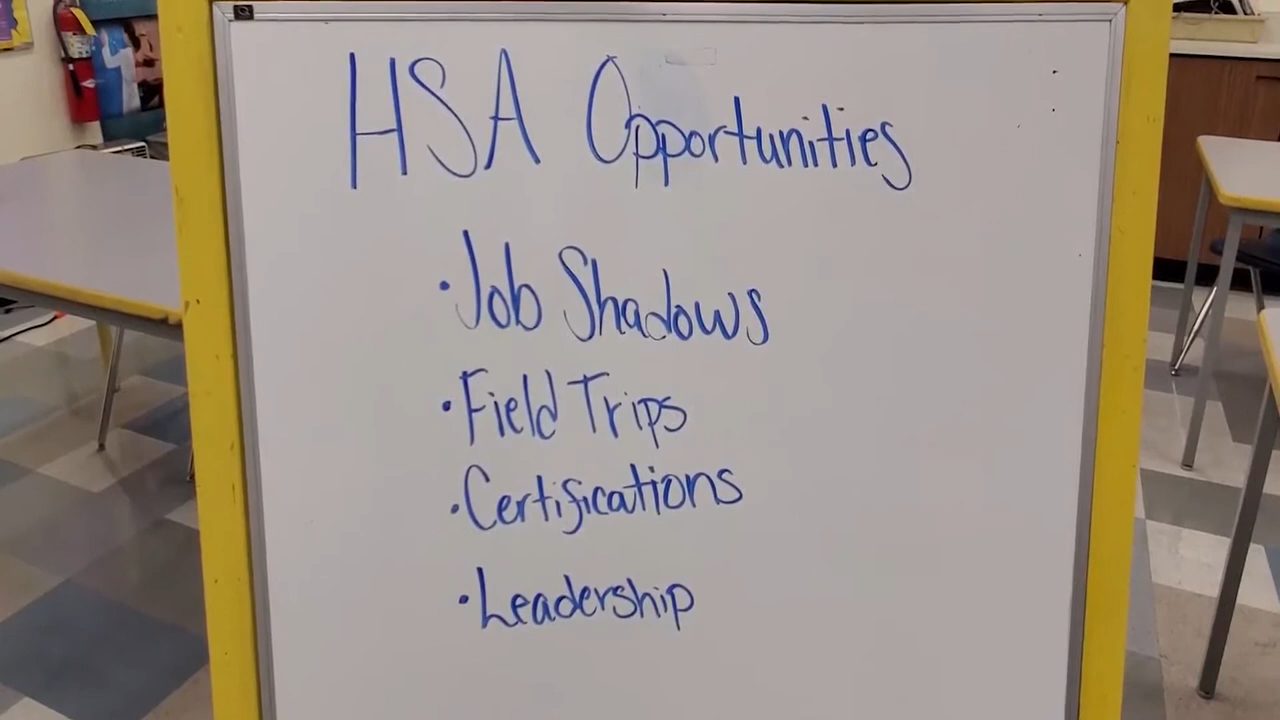 HSA Opportunities
• Job Shadows
• Field Trips
• Certifications
• Leadership